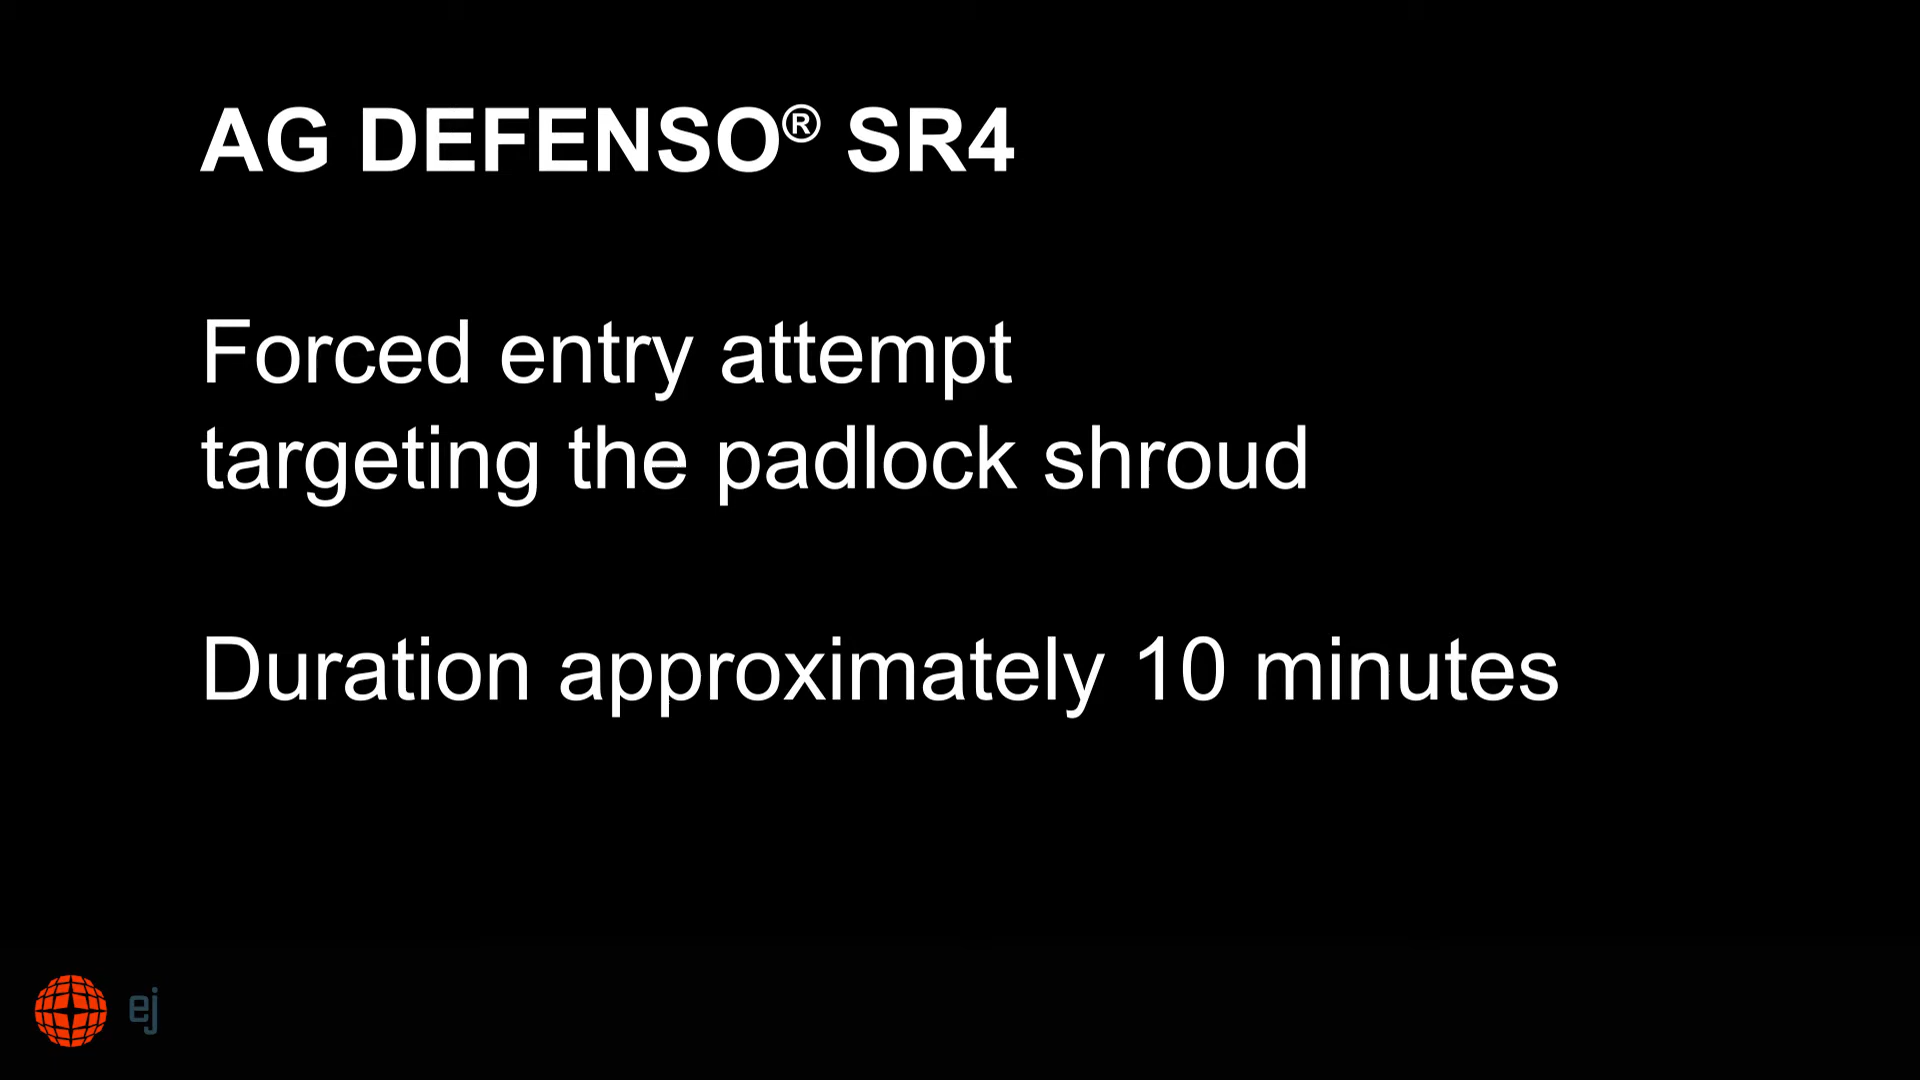 AG DEFENSO® SR4
Forced entry attempt
targeting the padlock shroud
Duration approximately 10 minutes
ej